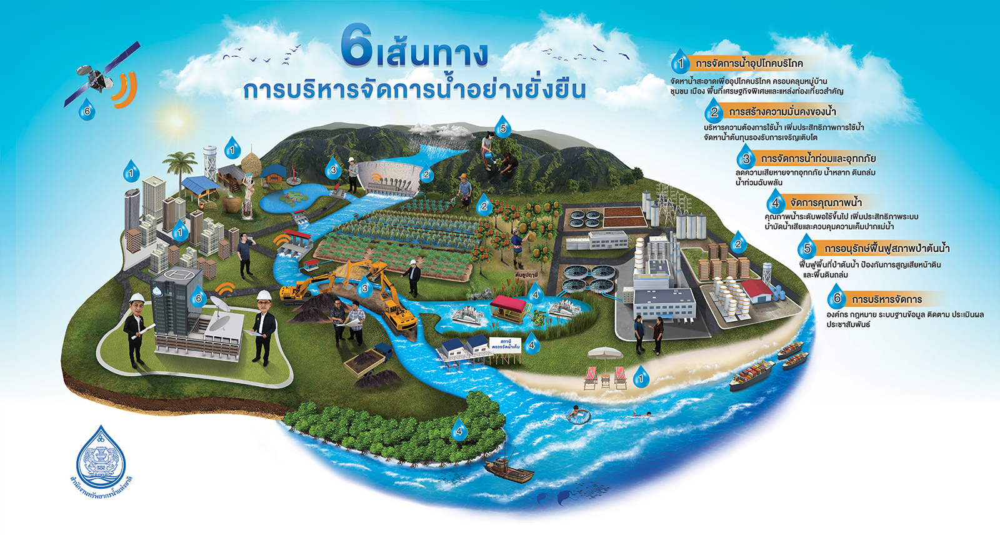 6เส้นทาง
การบริหารจัดการน้ำอย่างยั่งยืน
1 การจัดการน้ำอุปโภคบริโภค
จัดหาน้ำสะอาดเพื่ออุปโภคบริโภค ครอบคลุมหมู่บ้าน
ชุมชน เมือง พื้นที่เศรษฐกิจพิเศษและแหล่งท่องเที่ยวสำคัญ
2 การสร้างความมั่นคงของน้ำ
บริหารความต้องการใช้น้ำ เพิ่มประสิทธิภาพการใช้น้ำ
จัดหาน้ำต้นทุนรองรับการเจริญเติบโต
3 การจัดการน้ำท่วมและอุทกภัย
ลดความเสียหายจากอุทกภัย น้ำหลาก ดินถล่ม
น้ำท่วมฉับพลัน
4 จัดการคุณภาพน้ำ
คุณภาพน้ำระดับพอใช้ขึ้นไป เพิ่มประสิทธิภาพระบบ
บำบัดน้ำเสียและควบคุมความเค็มปากแม่น้ำ
5 การอนุรักษ์ฟื้นฟูสภาพป่าต้นน้ำ
ฟื้นฟูพื้นที่ป่าต้นน้ำ ป้องกันการสูญเสียหน้าดิน
และพื้นดินถล่ม
6 การบริหารจัดการ
องค์กร กฎหมาย ระบบฐานข้อมูล ติดตาม ประเมินผล
ประชาสัมพันธ์
6
5
1
1
3
2
2
1
2
ต้นธูปฤาษี
3
4
6
สถานี
ตรวจวัดน้ำเค็ม
4
1
4
สำนักงานทรัพยากรน้ำแห่งชาติ